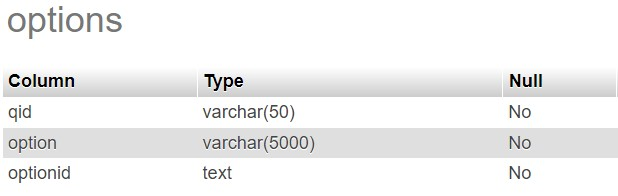 options
Column Type Null
qid varchar(50) No
option varchar(5000) No
optionid text No